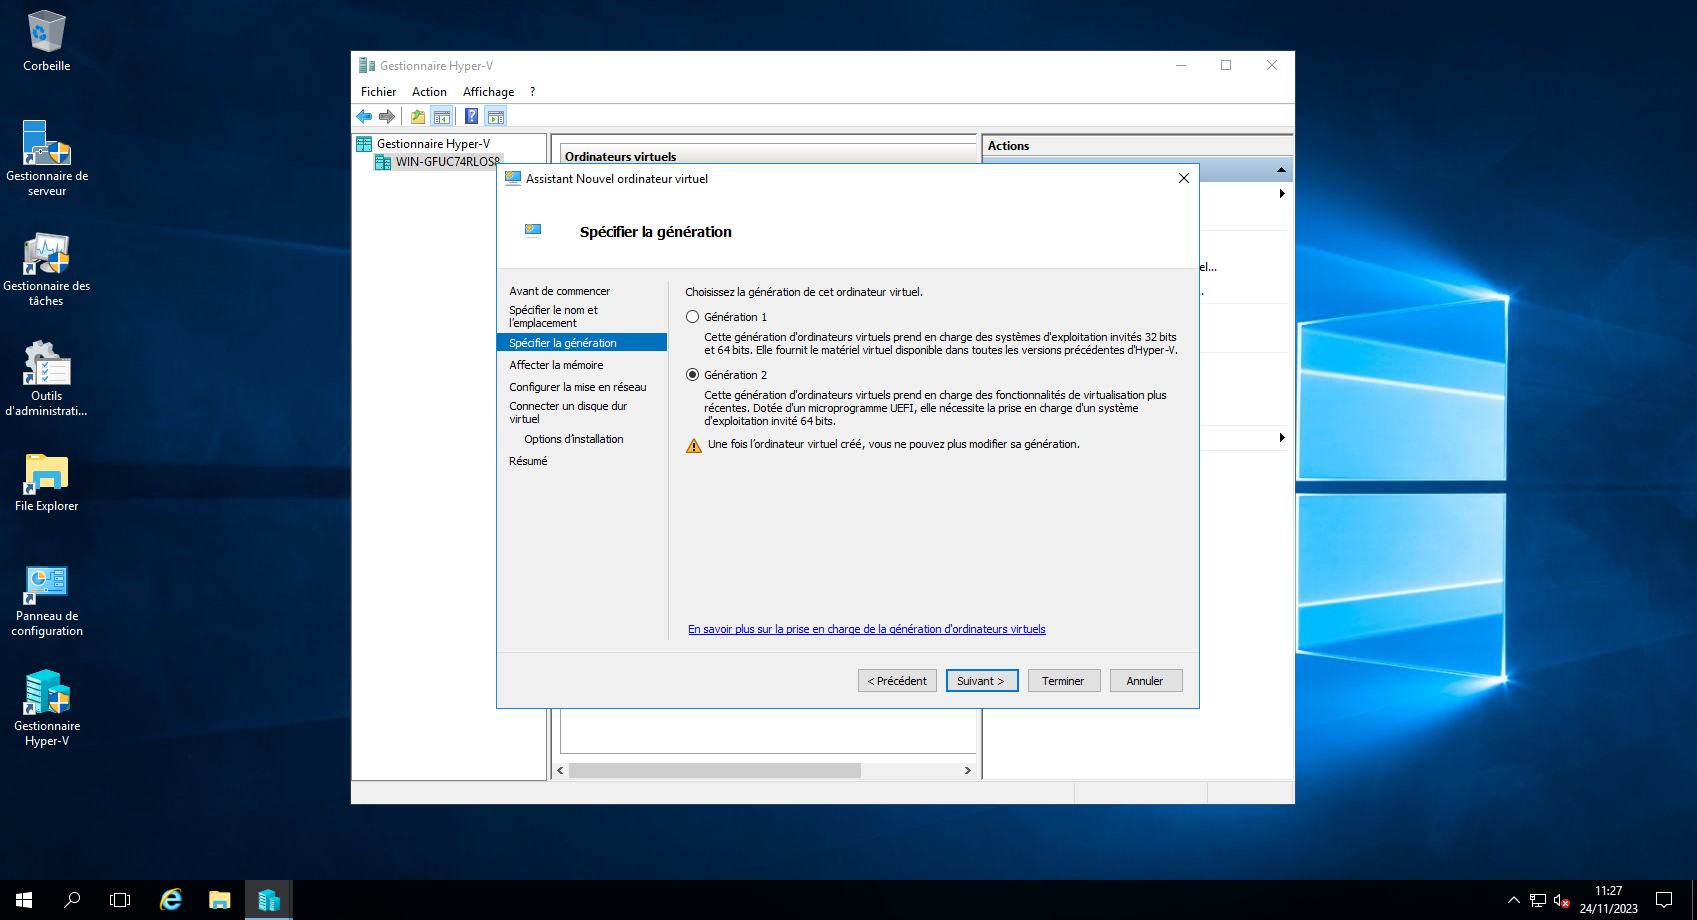 Corbeille
Gestionnaire de
serveur
Gestionnaire des
tâches
Outils
d'administrati...
File Explorer
Panneau de
configuration
Gestionnaire
Hyper-V
Gestionnaire Hyper-V
Fichier Action Affichage ?
Gestionnaire Hyper-V
WIN-GFUC74RLOS8
Ordinateurs virtuels
Actions
el...
.
Assistant Nouvel ordinateur virtuel
Spécifier la génération
Avant de commencer
Spécifier le nom et
l'emplacement
Spécifier la génération
Affecter la mémoire
Configurer la mise en réseau
Connecter un disque dur
virtuel
Options d'installation
Résumé
Choisissez la génération de cet ordinateur virtuel.
Génération 1
Cette génération d'ordinateurs virtuels prend en charge des systèmes d'exploitation invités 32 bits
et 64 bits. Elle fournit le matériel virtuel disponible dans toutes les versions précédentes d'Hyper-V.
Génération 2
Cette génération d'ordinateurs virtuels prend en charge des fonctionnalités de virtualisation plus
récentes. Dotée d'un microprogramme UEFI, elle nécessite la prise en charge d'un système
d'exploitation invité 64 bits.
Une fois l'ordinateur virtuel créé, vous ne pouvez plus modifier sa génération.
En savoir plus sur la prise en charge de la génération d'ordinateurs virtuels
< Précédent Suivant > Terminer Annuler
11:27
24/11/2023